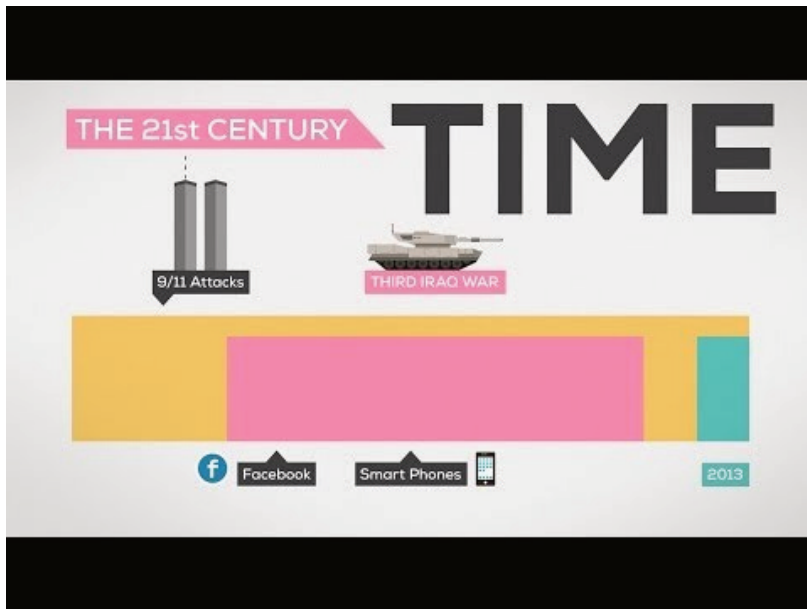 THE 21st CENTURY
TIME
9/11 Attacks
THIRD IRAQ WAR
f
Facebook
Smart Phones
2013